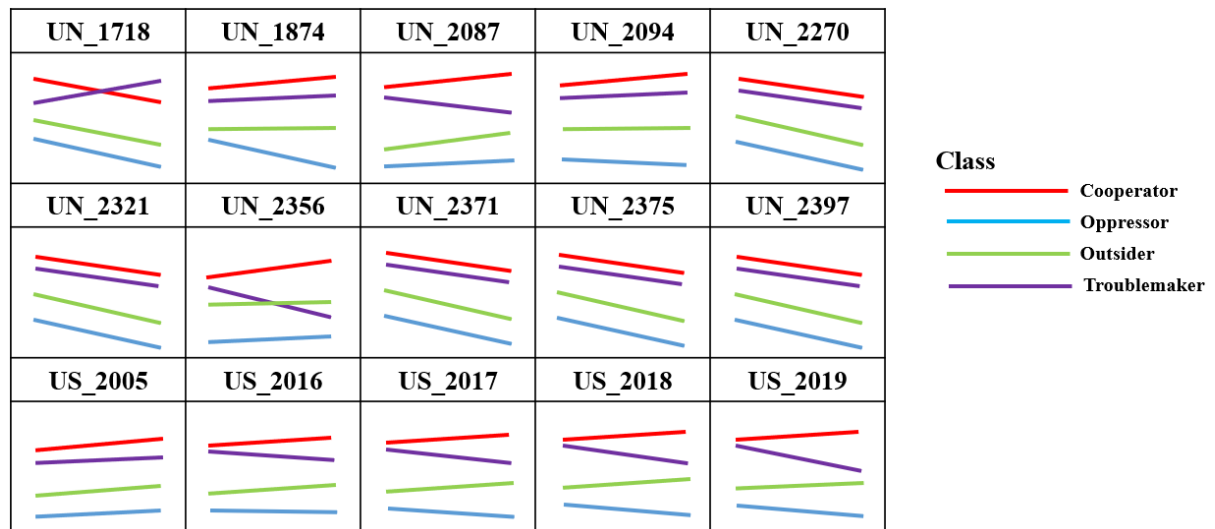 UN_1718 UN_1874 UN_2087 UN_2094 UN_2270
UN_2321 UN_2356 UN_2371 UN_2375 UN_2397
US_2005 US_2016 US_2017 US_2018 US_2019
Class
Cooperator
Oppressor
Outsider
Troublemaker